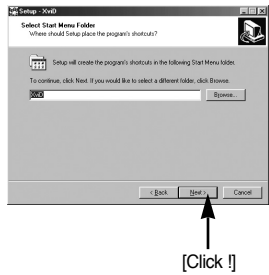 Setup - XviD
Select Start Menu Folder
Where should Setup place the program's shortcuts?
Setup will create the program's shortcuts in the following Start Menu folder.
To continue, click Next. If you would like to select a different folder, click Browse.
XviD
Browse...
< Back
Next >
Cancel
[Click !]